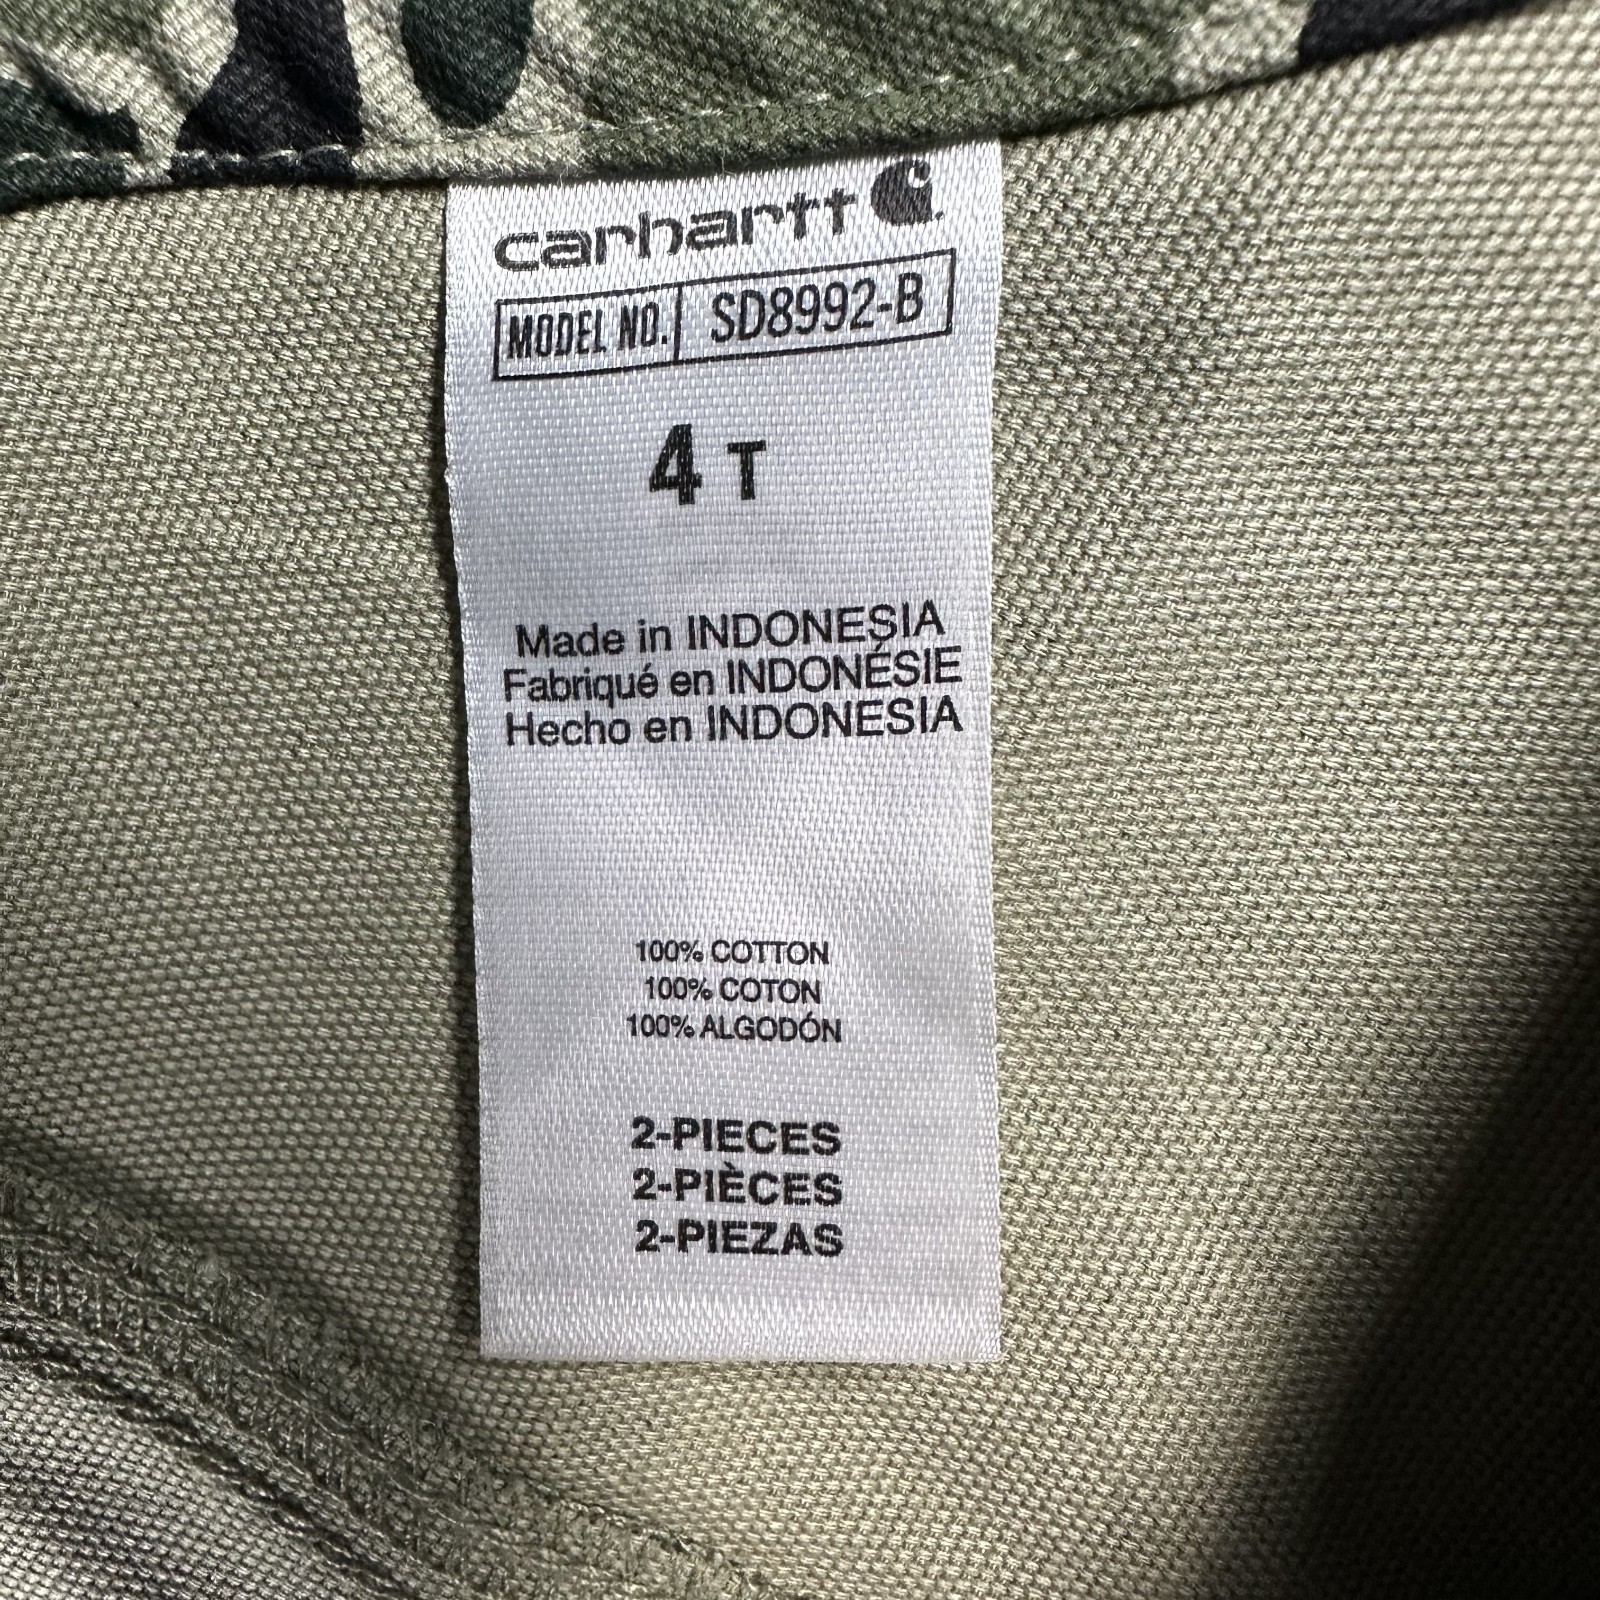 carhartt
MODEL NO. SD8992-B
4 T
Made in INDONESIA
Fabriqué en INDONÉSIE
Hecho en INDONESIA
100% COTTON
100% COTON
100% ALGODÓN
2-PIECES
2-PIÈCES
2-PIEZAS